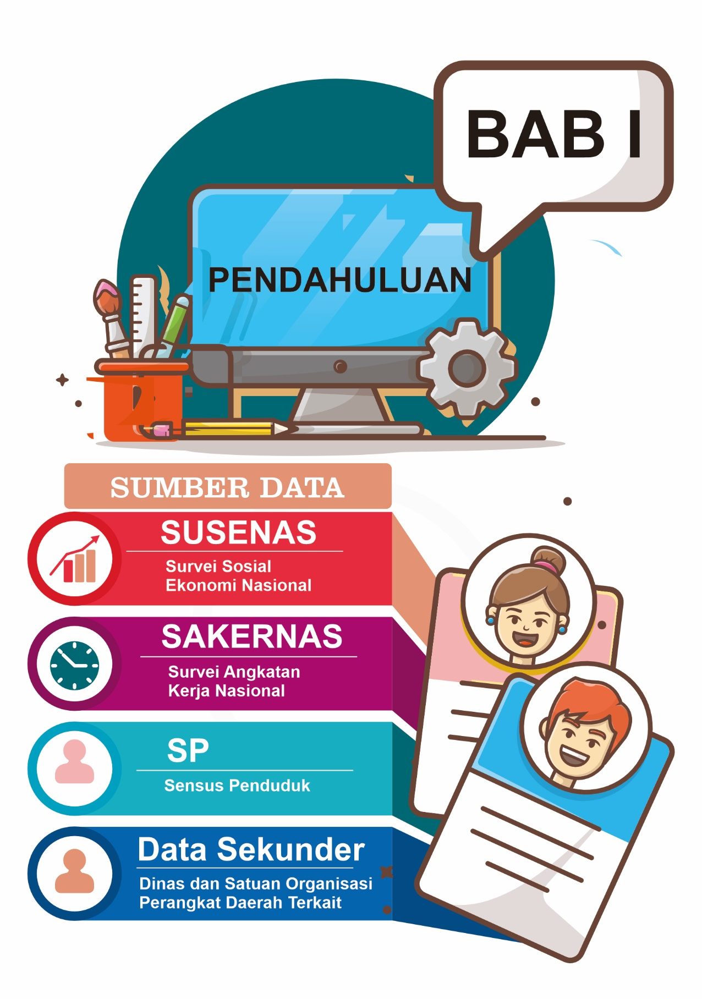 BAB I
PENDAHULUAN
SUMBER DATA
SUSENAS
Survei Sosial
Ekonomi Nasional
SAKERNAS
Survei Angkatan
Kerja Nasional
SP
Sensus Penduduk
Data Sekunder
Dinas dan Satuan Organisasi
Perangkat Daerah Terkait